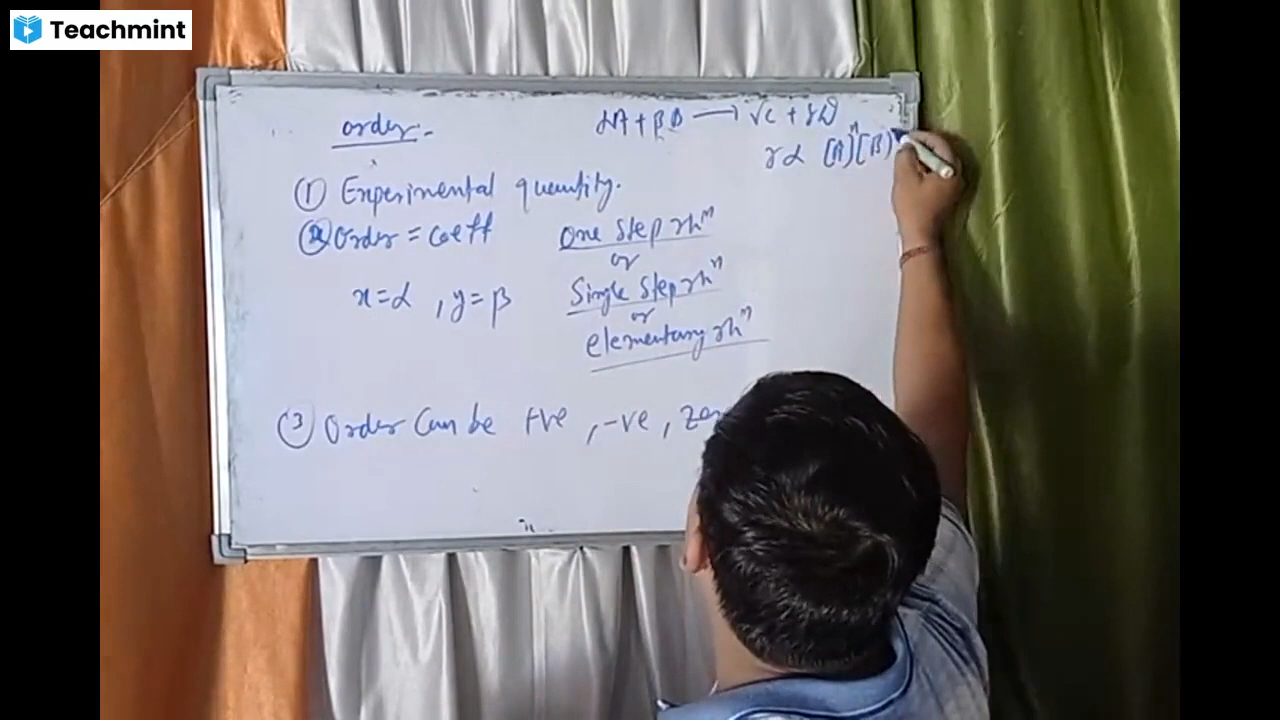 Teachmint
order:-
αA + βB → γC + δD
r α [A]ⁿ[B]
① Experimental quantity.
② Order = Coeff
One Step rxⁿ
or
x=α , y=β
Single Step rxⁿ
or
elementary rxⁿ
③ Order Can be +ve , -ve ,